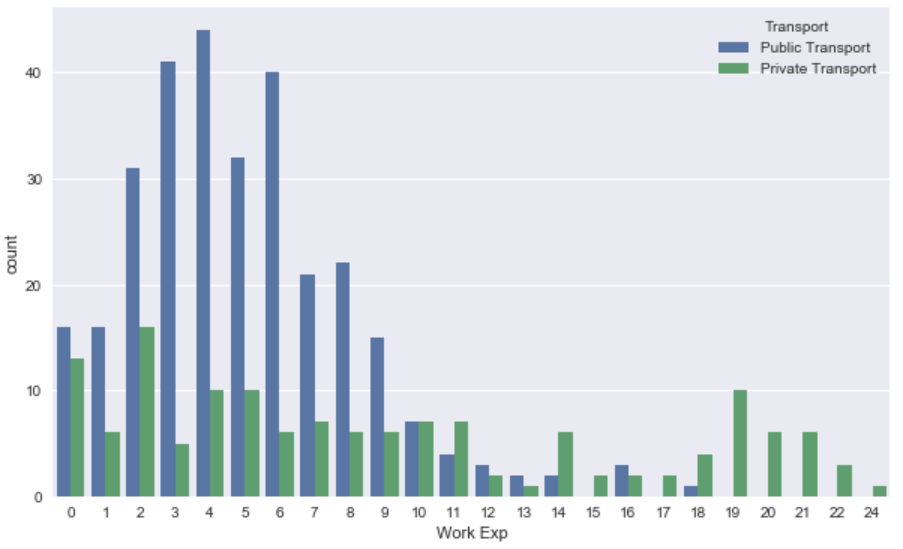 Transport
Public Transport
Private Transport
40
30
20
10
0
count
0 1 2 3 4 5 6 7 8 9 10 11 12 13 14 15 16 17 18 19 20 21 22 24
Work Exp